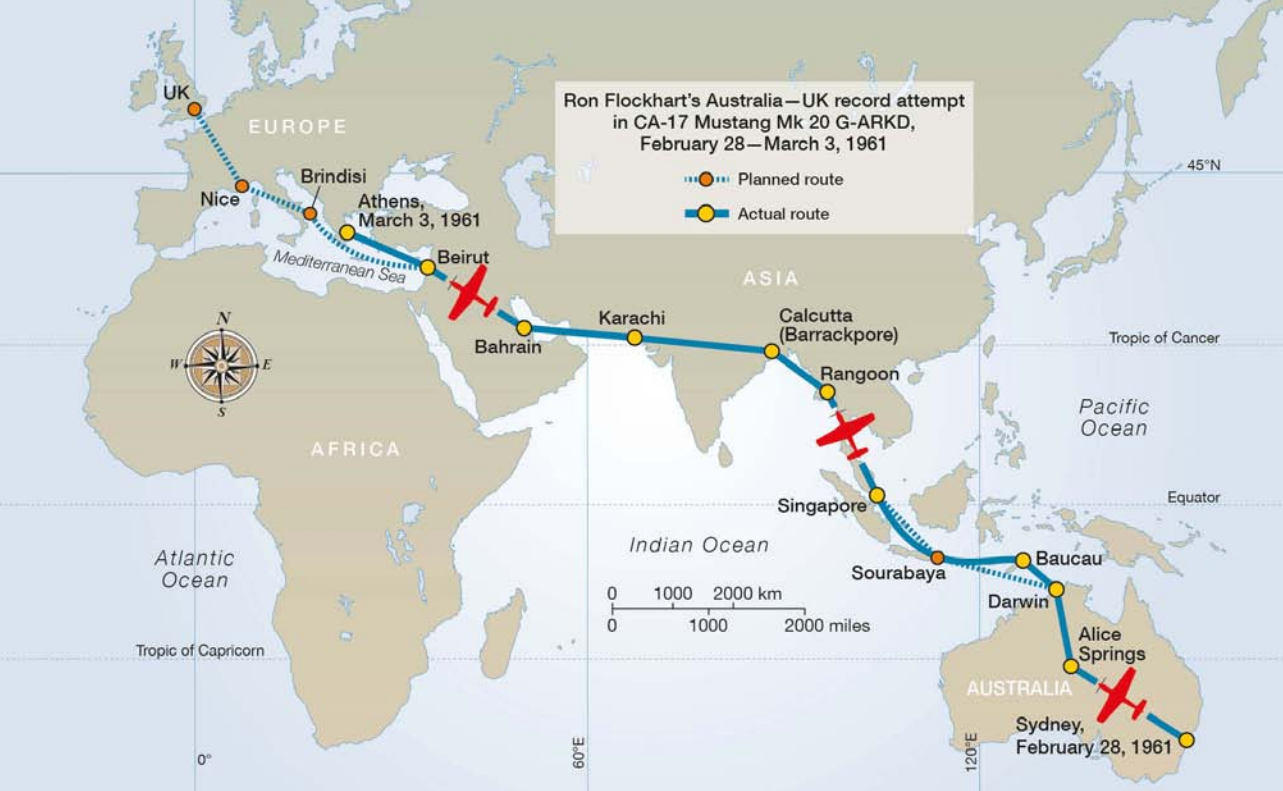 Ron Flockhart's Australia—UK record attempt
in CA-17 Mustang Mk 20 G-ARKD,
February 28—March 3, 1961
Planned route
Actual route
UK
EUROPE
45°N
Brindisi
Nice
Athens,
March 3, 1961
Mediterranean Sea
Beirut
ASIA
N
W
E
S
Bahrain
Karachi
Calcutta
(Barrackpore)
Tropic of Cancer
Rangoon
Pacific
Ocean
AFRICA
Singapore
Equator
Atlantic
Ocean
Indian Ocean
Sourabaya
Baucau
Darwin
0 1000 2000 km
0 1000 2000 miles
Tropic of Capricorn
Alice
Springs
AUSTRALIA
Sydney,
February 28, 1961
0°
60°E
120°E